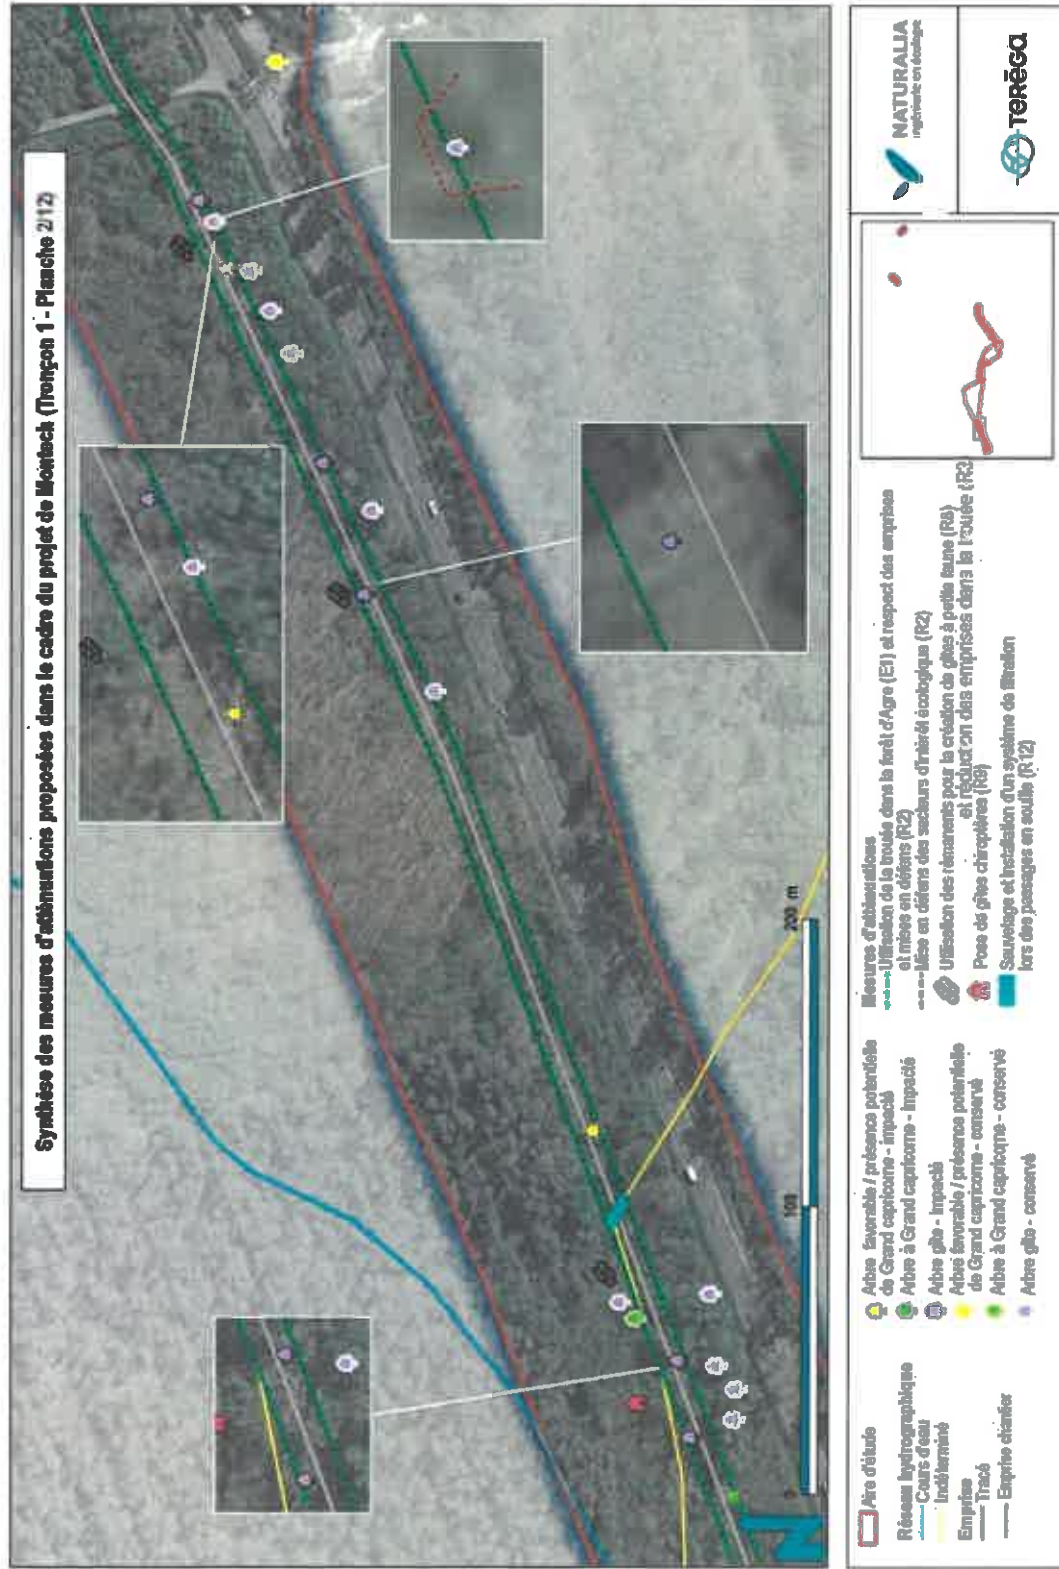 Synthèse des mesures d'atténuations proposées dans le cadre du projet de Montech (Tronçon 1 - Planche 2/12)
0
100
200 m
Aire d'étude
Réseau hydrographique
Cours d'eau
Indéterminé
Emprise
Tracé
Emprise chantier
Arbre favorable / présence potentielle
de Grand capricorne - impacté
Arbre à Grand capricorne - impacté
Arbre gîte - impacté
Arbre favorable / présence potentielle
de Grand capricorne - conservé
Arbre à Grand capricorne - conservé
Arbre gîte - conservé
Mesures d'atténuations
Utilisation de la trouée dans la forêt d'Agre (E1) et respect des emprises
et mises en défens (R2)
Mise en défens des secteurs d'intérêt écologique (R2)
Utilisation des rémanents pour la création de gîtes à petite faune (R8)
et réduction des emprises dans la trouée (R3)
Pose de gîtes chiroptères (R9)
Sauvetage et installation d'un système de filtration
lors des passages en souille (R12)
NATURALIA
Ingénierie en écologie
TERÉGA